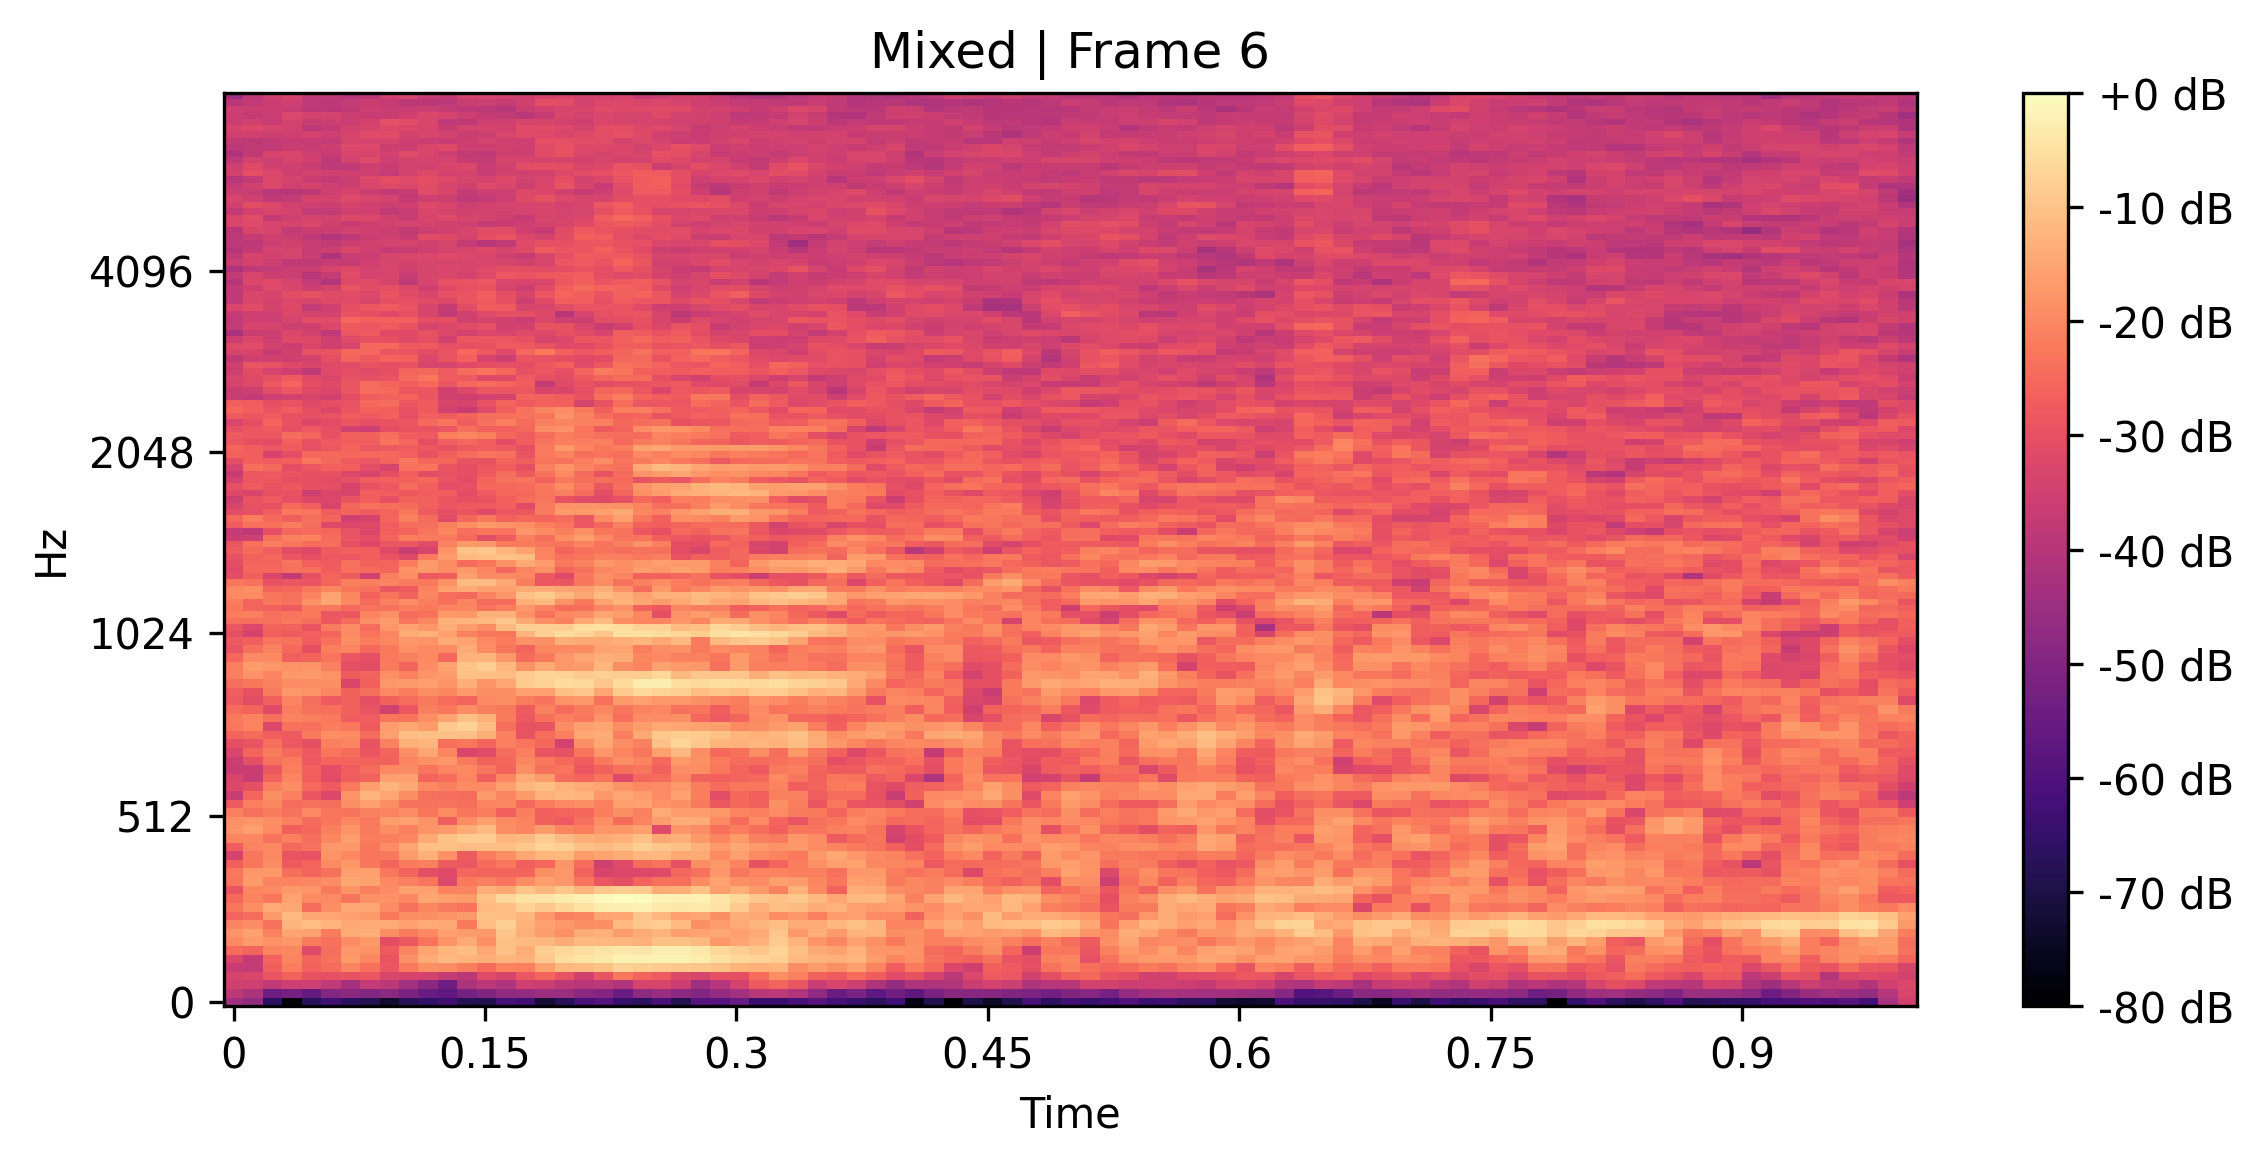 Mixed | Frame 6
Hz
4096
2048
1024
512
0
0 0.15 0.3 0.45 0.6 0.75 0.9
Time
+0 dB
-10 dB
-20 dB
-30 dB
-40 dB
-50 dB
-60 dB
-70 dB
-80 dB